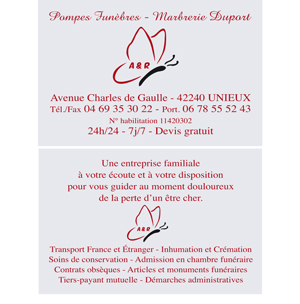 Pompes Funèbres - Marbrerie Duport
A & R
Avenue Charles de Gaulle - 42240 UNIEUX
Tél./Fax 04 69 35 30 22 - Port. 06 78 55 52 43
N° habilitation 11420302
24h/24 - 7j/7 - Devis gratuit
Une entreprise familiale
à votre écoute et à votre disposition
pour vous guider au moment douloureux
de la perte d'un être cher.
A & R
Transport France et Étranger - Inhumation et Crémation
Soins de conservation - Admission en chambre funéraire
Contrats obsèques - Articles et monuments funéraires
Tiers-payant mutuelle - Démarches administratives